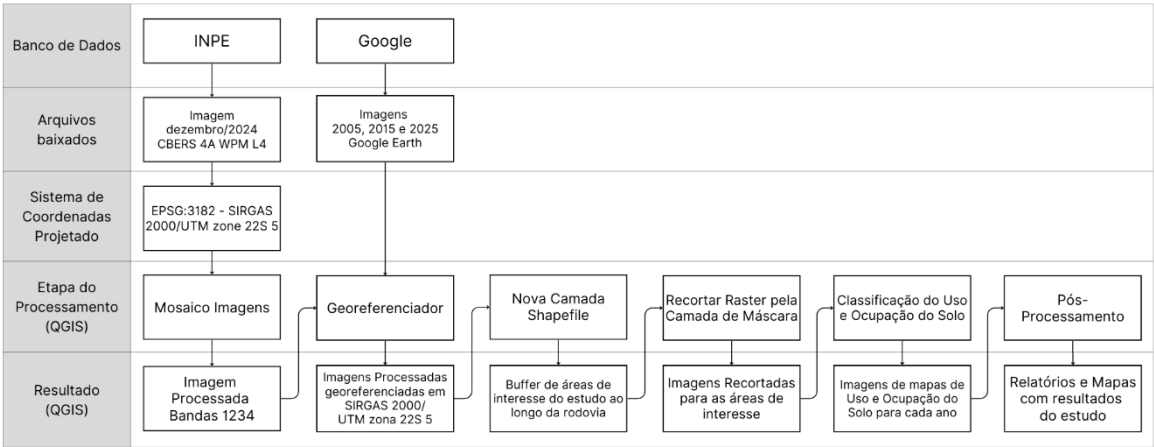 Banco de Dados
INPE
Google
Arquivos
baixados
Imagem
dezembro/2024
CBERS 4A WPM L4
Imagens
2005, 2015 e 2025
Google Earth
Sistema de
Coordenadas
Projetado
EPSG:3182 - SIRGAS
2000/UTM zone 22S 5
Etapa do
Processamento
(QGIS)
Mosaico Imagens
Georeferenciador
Nova Camada
Shapefile
Recortar Raster pela
Camada de Máscara
Classificação do Uso
e Ocupação do Solo
Pós-
Processamento
Resultado
(QGIS)
Imagem
Processada
Bandas 1234
Imagens Processadas
georeferenciadas em
SIRGAS 2000/
UTM zona 22S 5
Buffer de áreas de
interesse do estudo ao
longo da rodovia
Imagens Recortadas
para as áreas de
interesse
Imagens de mapas de
Uso e Ocupação do
Solo para cada ano
Relatórios e Mapas
com resultados
do estudo